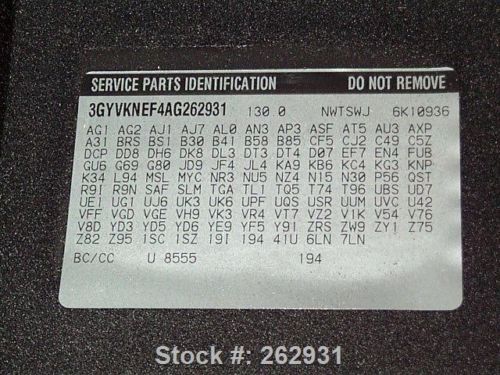 SERVICE PARTS IDENTIFICATION DO NOT REMOVE
3GYVKNEF4AG262931 130 0 NWTSWJ 6K10936
AG1 AG2 AJ1 AJ7 AL0 AN3 AP3 ASF AT5 AU3 AXP
A31 BRS BS1 B30 B41 B58 B85 CF5 CJ2 C49 C5Z
DCP DD8 DH6 DK8 DL3 DT3 DT4 D07 EF7 EN4 FUB
GU6 G69 G80 JD9 JF4 JL4 KA9 KB6 KC4 KG3 KNP
K34 L94 MSL MYC NR3 NU5 NZ4 N15 N30 P56 QST
R91 R9N SAF SLM TGA TL1 TQ5 T74 T96 UBS UD7
UE1 UG1 UJ6 UK3 UK6 UPF UQS USR UUM UVC U42
VFF VGD VGE VH9 VK3 VR4 VT7 VZ2 V1K V54 V76
V8D YD3 YD5 YD6 YE9 YF5 Y91 ZRS ZW9 ZY1 Z75
Z82 Z95 1SC 1SZ 19I 194 41U 6LN 7LN
BC/CC U 8555 194
Stock #: 262931